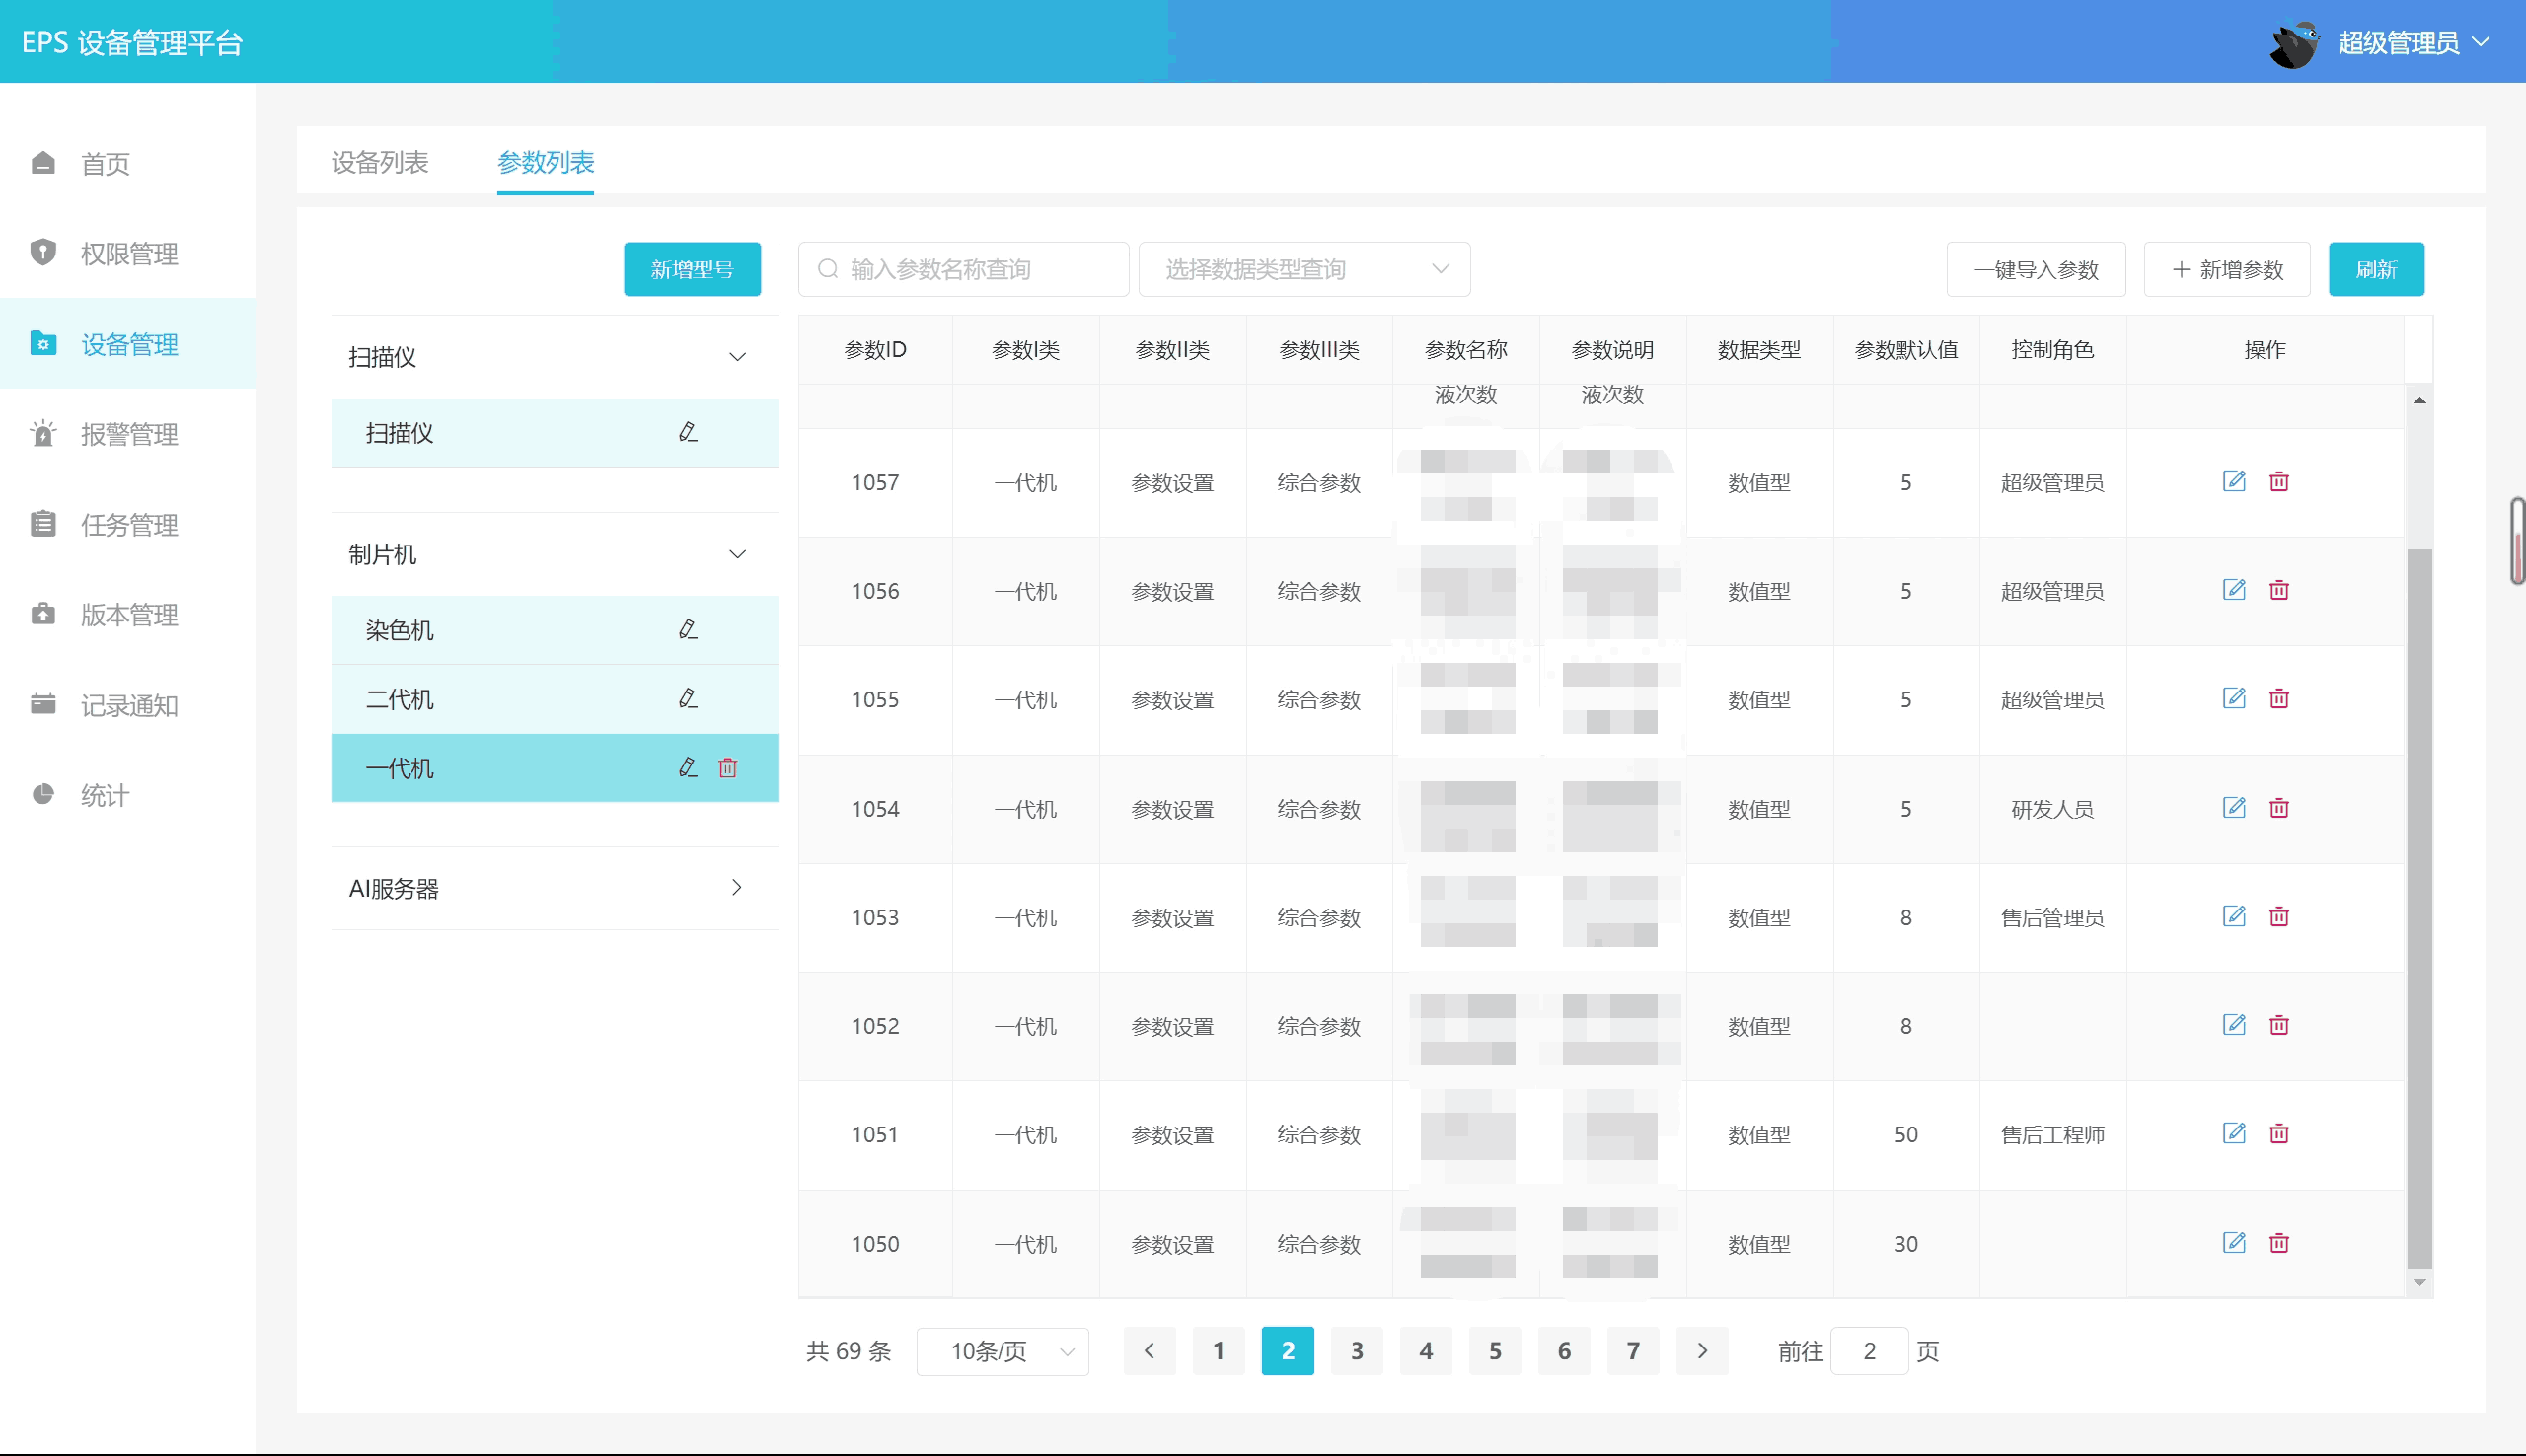 EPS 设备管理平台
超级管理员
首页
权限管理
设备管理
报警管理
任务管理
版本管理
记录通知
统计
设备列表 参数列表
新增型号
扫描仪
扫描仪
制片机
染色机
二代机
一代机
AI服务器
输入参数名称查询 选择数据类型查询 一键导入参数 + 新增参数 刷新
参数ID 参数I类 参数II类 参数III类 参数名称 参数说明 数据类型 参数默认值 控制角色 操作
液次数 液次数
1057 一代机 参数设置 综合参数 数值型 5 超级管理员
1056 一代机 参数设置 综合参数 数值型 5 超级管理员
1055 一代机 参数设置 综合参数 数值型 5 超级管理员
1054 一代机 参数设置 综合参数 数值型 5 研发人员
1053 一代机 参数设置 综合参数 数值型 8 售后管理员
1052 一代机 参数设置 综合参数 数值型 8
1051 一代机 参数设置 综合参数 数值型 50 售后工程师
1050 一代机 参数设置 综合参数 数值型 30
共 69 条 10条/页 1 2 3 4 5 6 7 前往 2 页